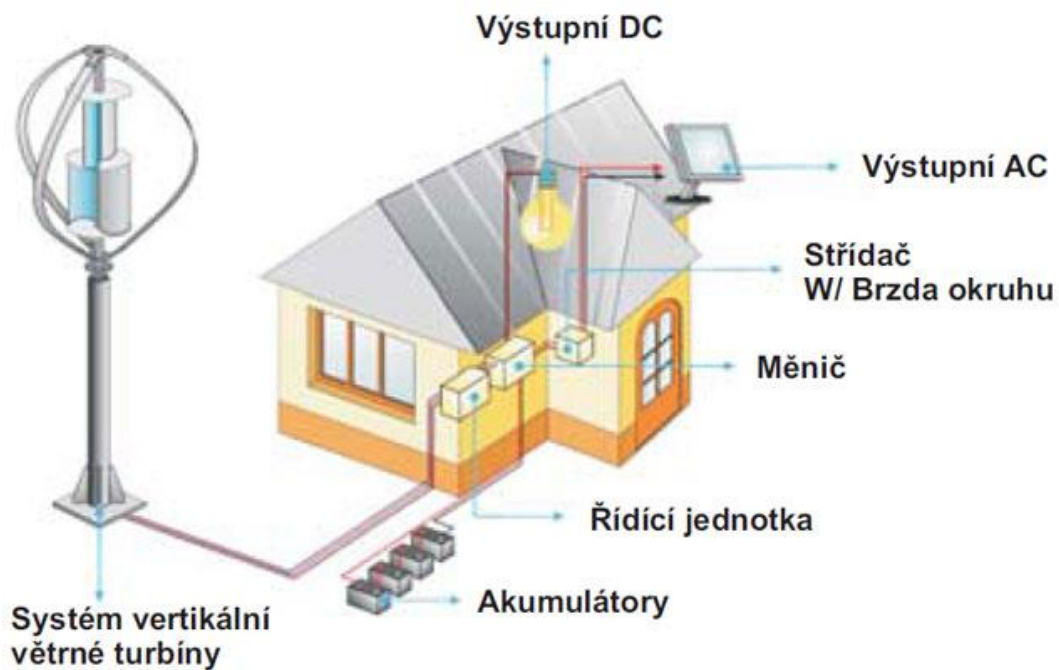 Výstupní DC
Výstupní AC
Střídač
W/ Brzda okruhu
Měnič
Řídící jednotka
Akumulátory
Systém vertikální
větrné turbíny